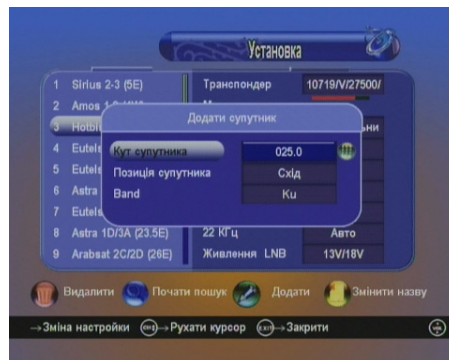 Установка
1 Sirius 2-3 (5E)
Транспондер 10719/V/27500/
2 Amos
Додати супутник
3
4 Eutels
Кут супутника 025.0
5 Eutels
Позиція супутника Схід
6 Astra
Band Ku
7 Eutels
8 Astra 1D/3A (23.5E)
22 КГц Авто
9 Arabsat 2C/2D (26E)
Живлення LNB 13V/18V
Видалити Почати пошук Додати Змінити назву
→Зміна настройки →Рухати курсор EXIT→Закрити